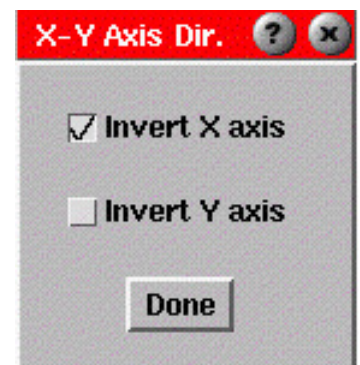 X-Y Axis Dir. ? x
Invert X axis
Invert Y axis
Done